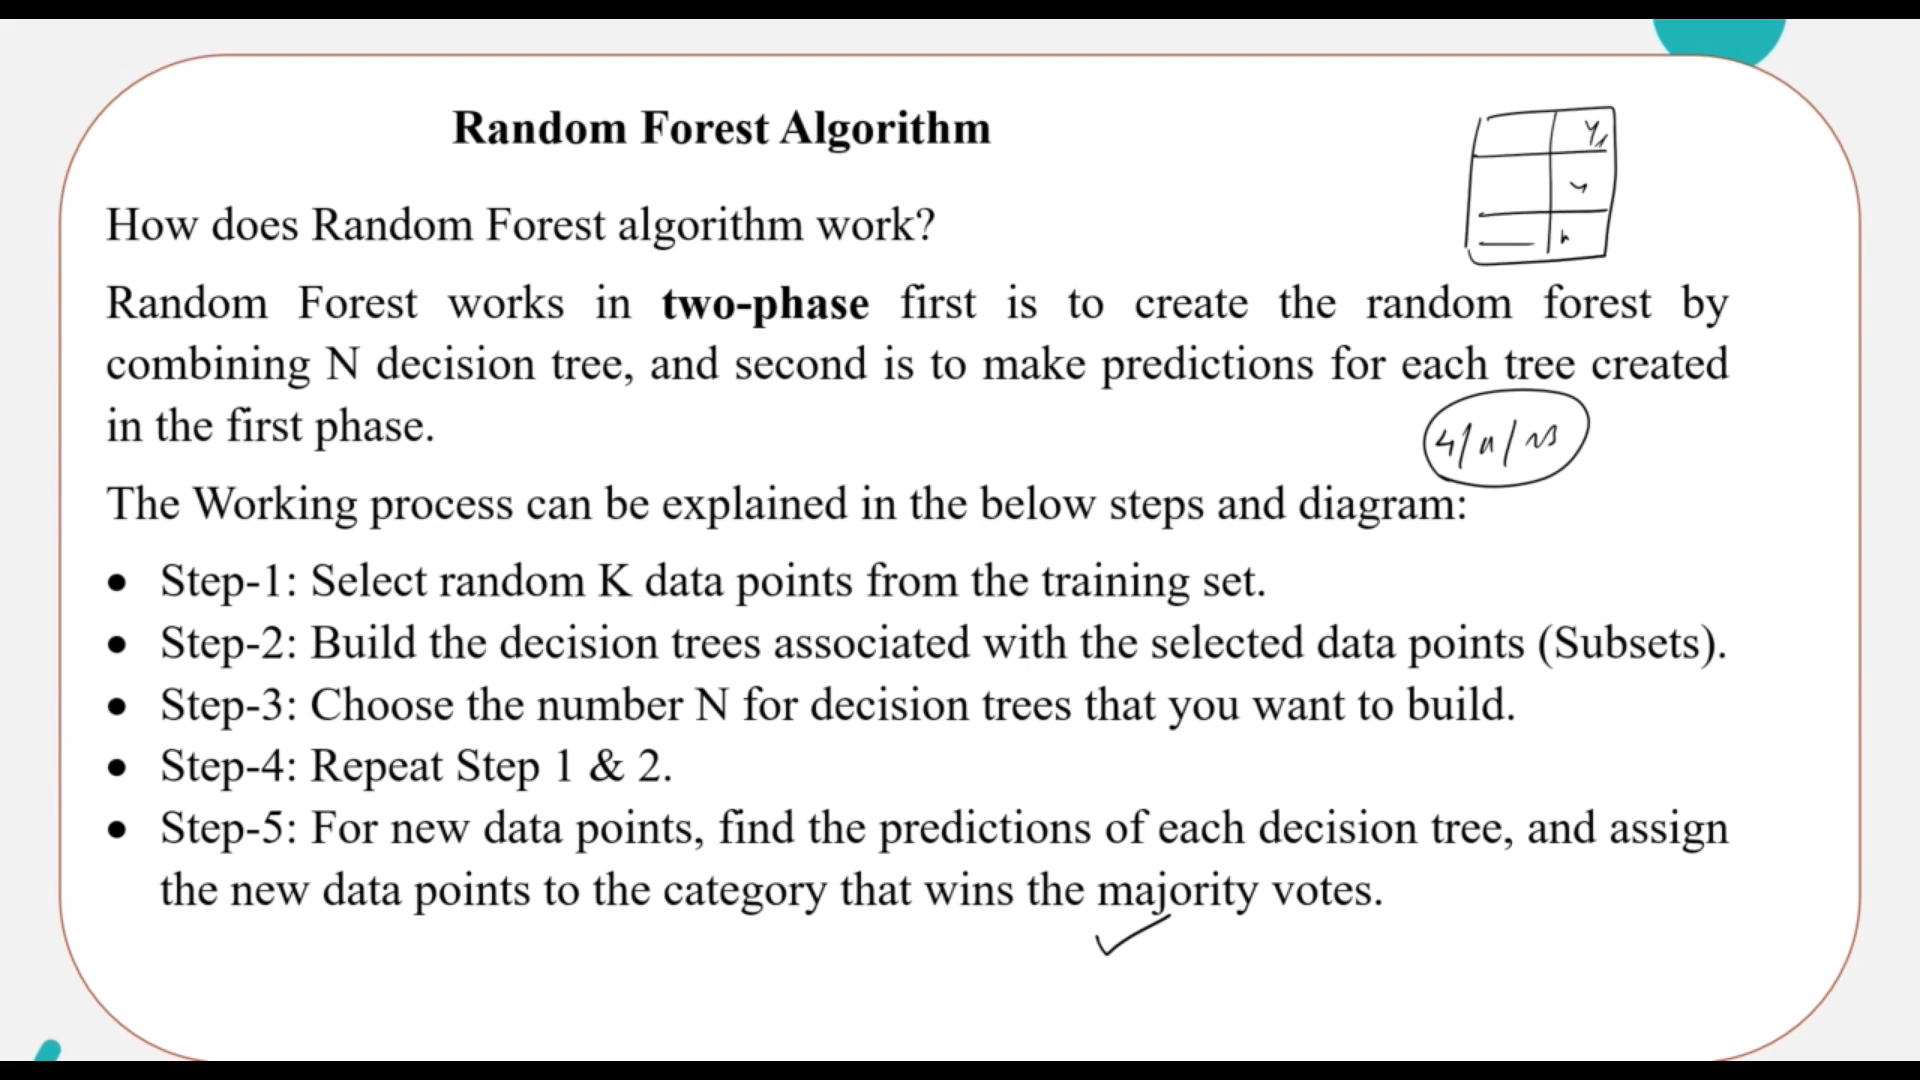 Random Forest Algorithm
How does Random Forest algorithm work?
Random Forest works in two-phase first is to create the random forest by
combining N decision tree, and second is to make predictions for each tree created
in the first phase.
The Working process can be explained in the below steps and diagram:
• Step-1: Select random K data points from the training set.
• Step-2: Build the decision trees associated with the selected data points (Subsets).
• Step-3: Choose the number N for decision trees that you want to build.
• Step-4: Repeat Step 1 & 2.
• Step-5: For new data points, find the predictions of each decision tree, and assign
the new data points to the category that wins the majority votes.